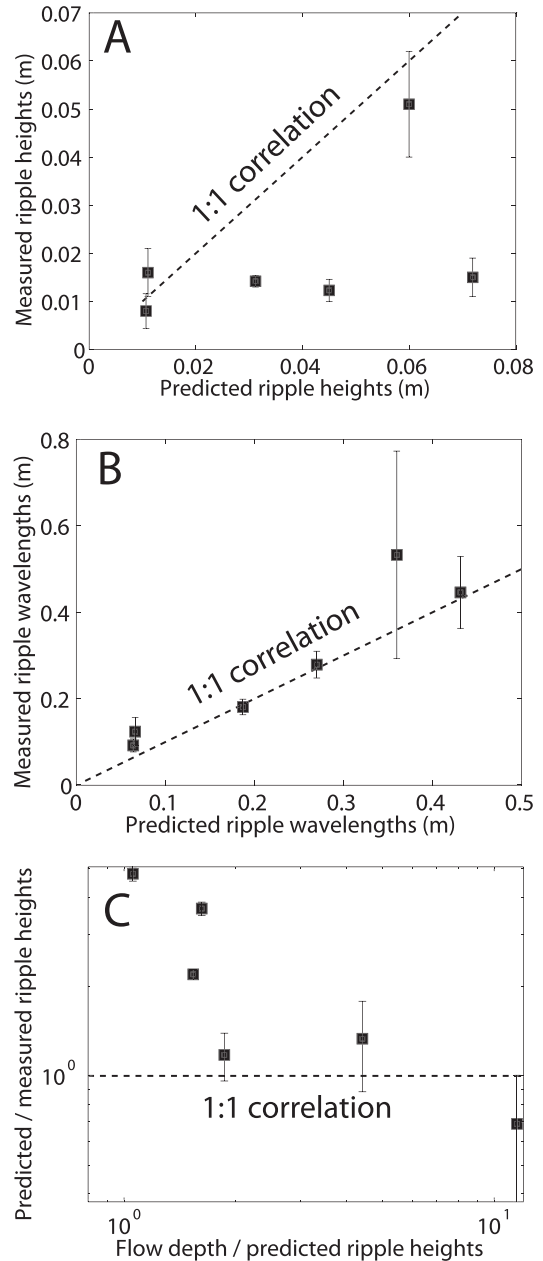 A
0.07
0.06
0.05
0.04
0.03
0.02
0.01
0
Measured ripple heights (m)
1:1 correlation
0
0.02
0.04
0.06
0.08
Predicted ripple heights (m)
B
0.8
0.6
0.4
0.2
0
Measured ripple wavelengths (m)
1:1 correlation
0
0.1
0.2
0.3
0.4
0.5
Predicted ripple wavelengths (m)
C
Predicted / measured ripple heights
10^0
1:1 correlation
10^0
10^1
Flow depth / predicted ripple heights